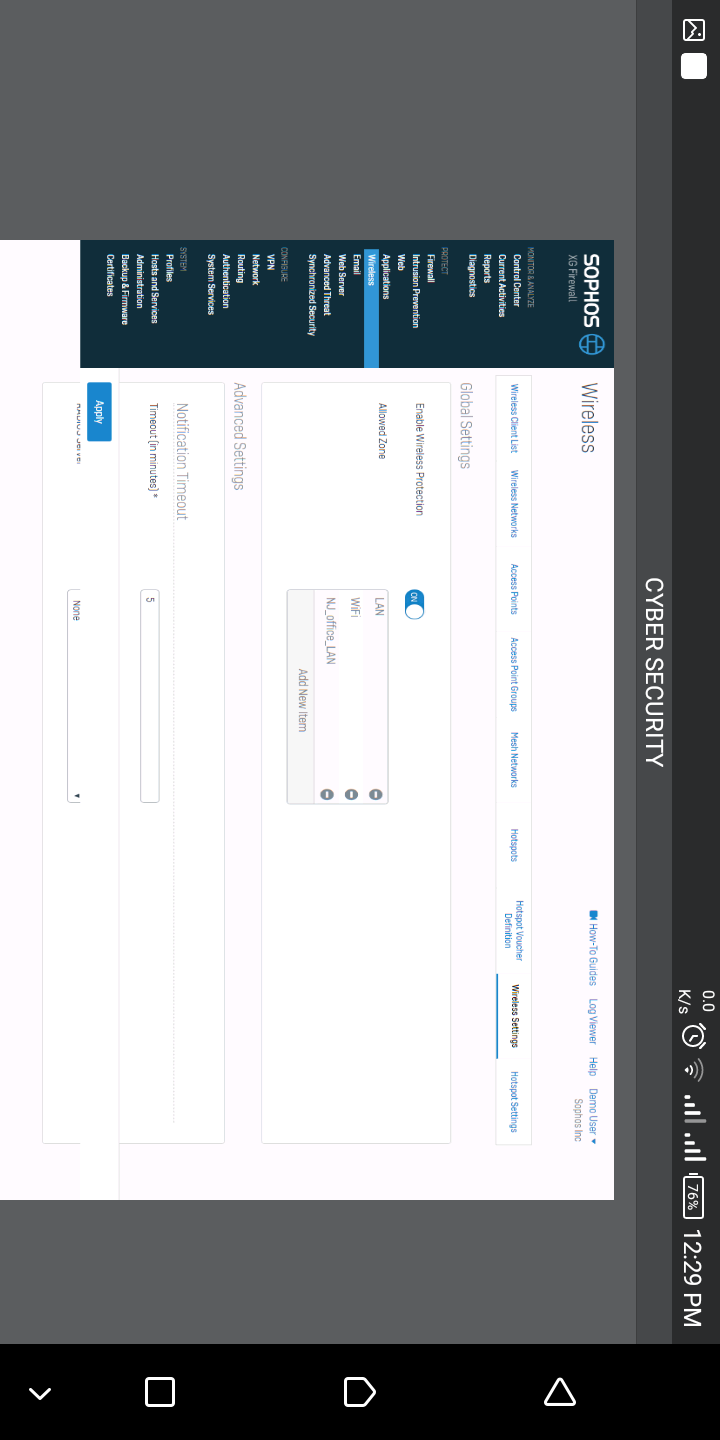 0.0
K/s
76%
12:29 PM
CYBER SECURITY
SOPHOS
XG Firewall
MONITOR & ANALYZE
Control Center
Current Activities
Reports
Diagnostics
PROTECT
Firewall
Intrusion Prevention
Web
Applications
Wireless
Email
Web Server
Advanced Threat
Synchronized Security
CONFIGURE
VPN
Network
Routing
Authentication
System Services
SYSTEM
Profiles
Hosts and Services
Administration
Backup & Firmware
Certificates
Wireless
How-To Guides
Log Viewer
Help
Demo User
Sophos Inc
Wireless Client List
Wireless Networks
Access Points
Access Point Groups
Mesh Networks
Hotspots
Hotspot Voucher
Definition
Wireless Settings
Hotspot Settings
Global Settings
Enable Wireless Protection
ON
Allowed Zone
LAN
WiFi
NJ_office_LAN
Add New Item
Advanced Settings
Notification Timeout
Timeout (in minutes) *
5
Apply
None